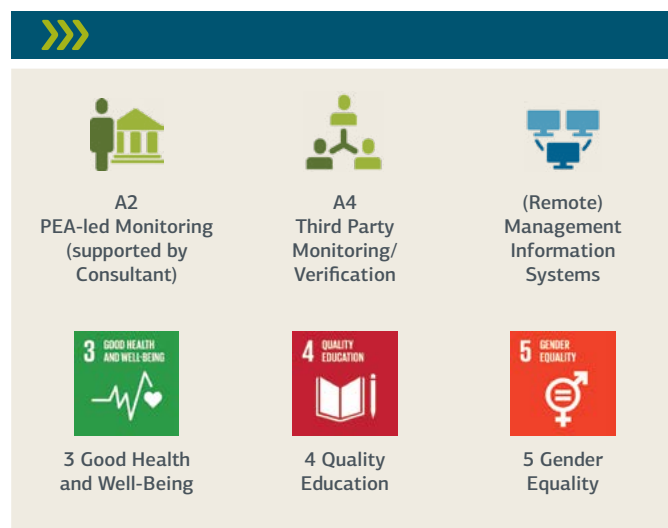 A2
PEA-led Monitoring
(supported by
Consultant)
A4
Third Party
Monitoring/
Verification
(Remote)
Management
Information
Systems
3 GOOD HEALTH
AND WELL-BEING
4 QUALITY
EDUCATION
5 GENDER
EQUALITY
3 Good Health
and Well-Being
4 Quality
Education
5 Gender
Equality